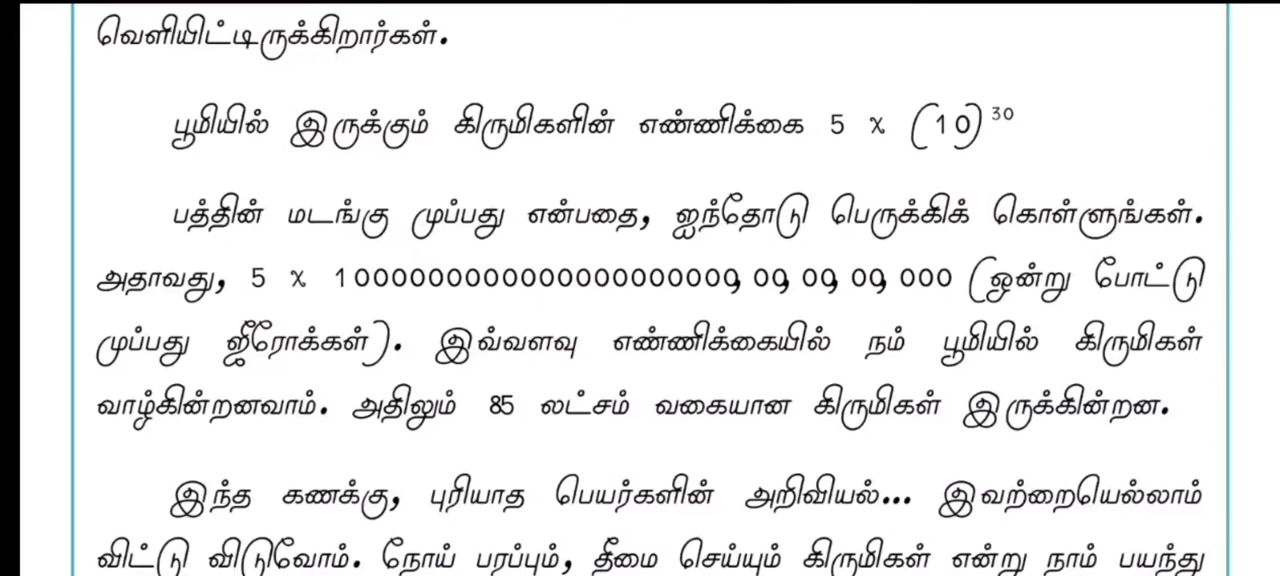 வெளியிட்டிருக்கிறார்கள்.
பூமியில் இருக்கும் கிருமிகளின் எண்ணிக்கை 5 x (10)³⁰
பத்தின் மடங்கு முப்பது என்பதை, ஐந்தோடு பெருக்கிக் கொள்ளுங்கள்.
அதாவது, 5 x 1000000000000000000000,00,00,00,000 (ஒன்று போட்டு
முப்பது ஜீரோக்கள்). இவ்வளவு எண்ணிக்கையில் நம் பூமியில் கிருமிகள்
வாழ்கின்றனவாம். அதிலும் 85 லட்சம் வகையான கிருமிகள் இருக்கின்றன.
இந்த கணக்கு, புரியாத பெயர்களின் அறிவியல்... இவற்றையெல்லாம்
விட்டு விடுவோம். நோய் பரப்பும், தீமை செய்யும் கிருமிகள் என்று நாம் பயந்து